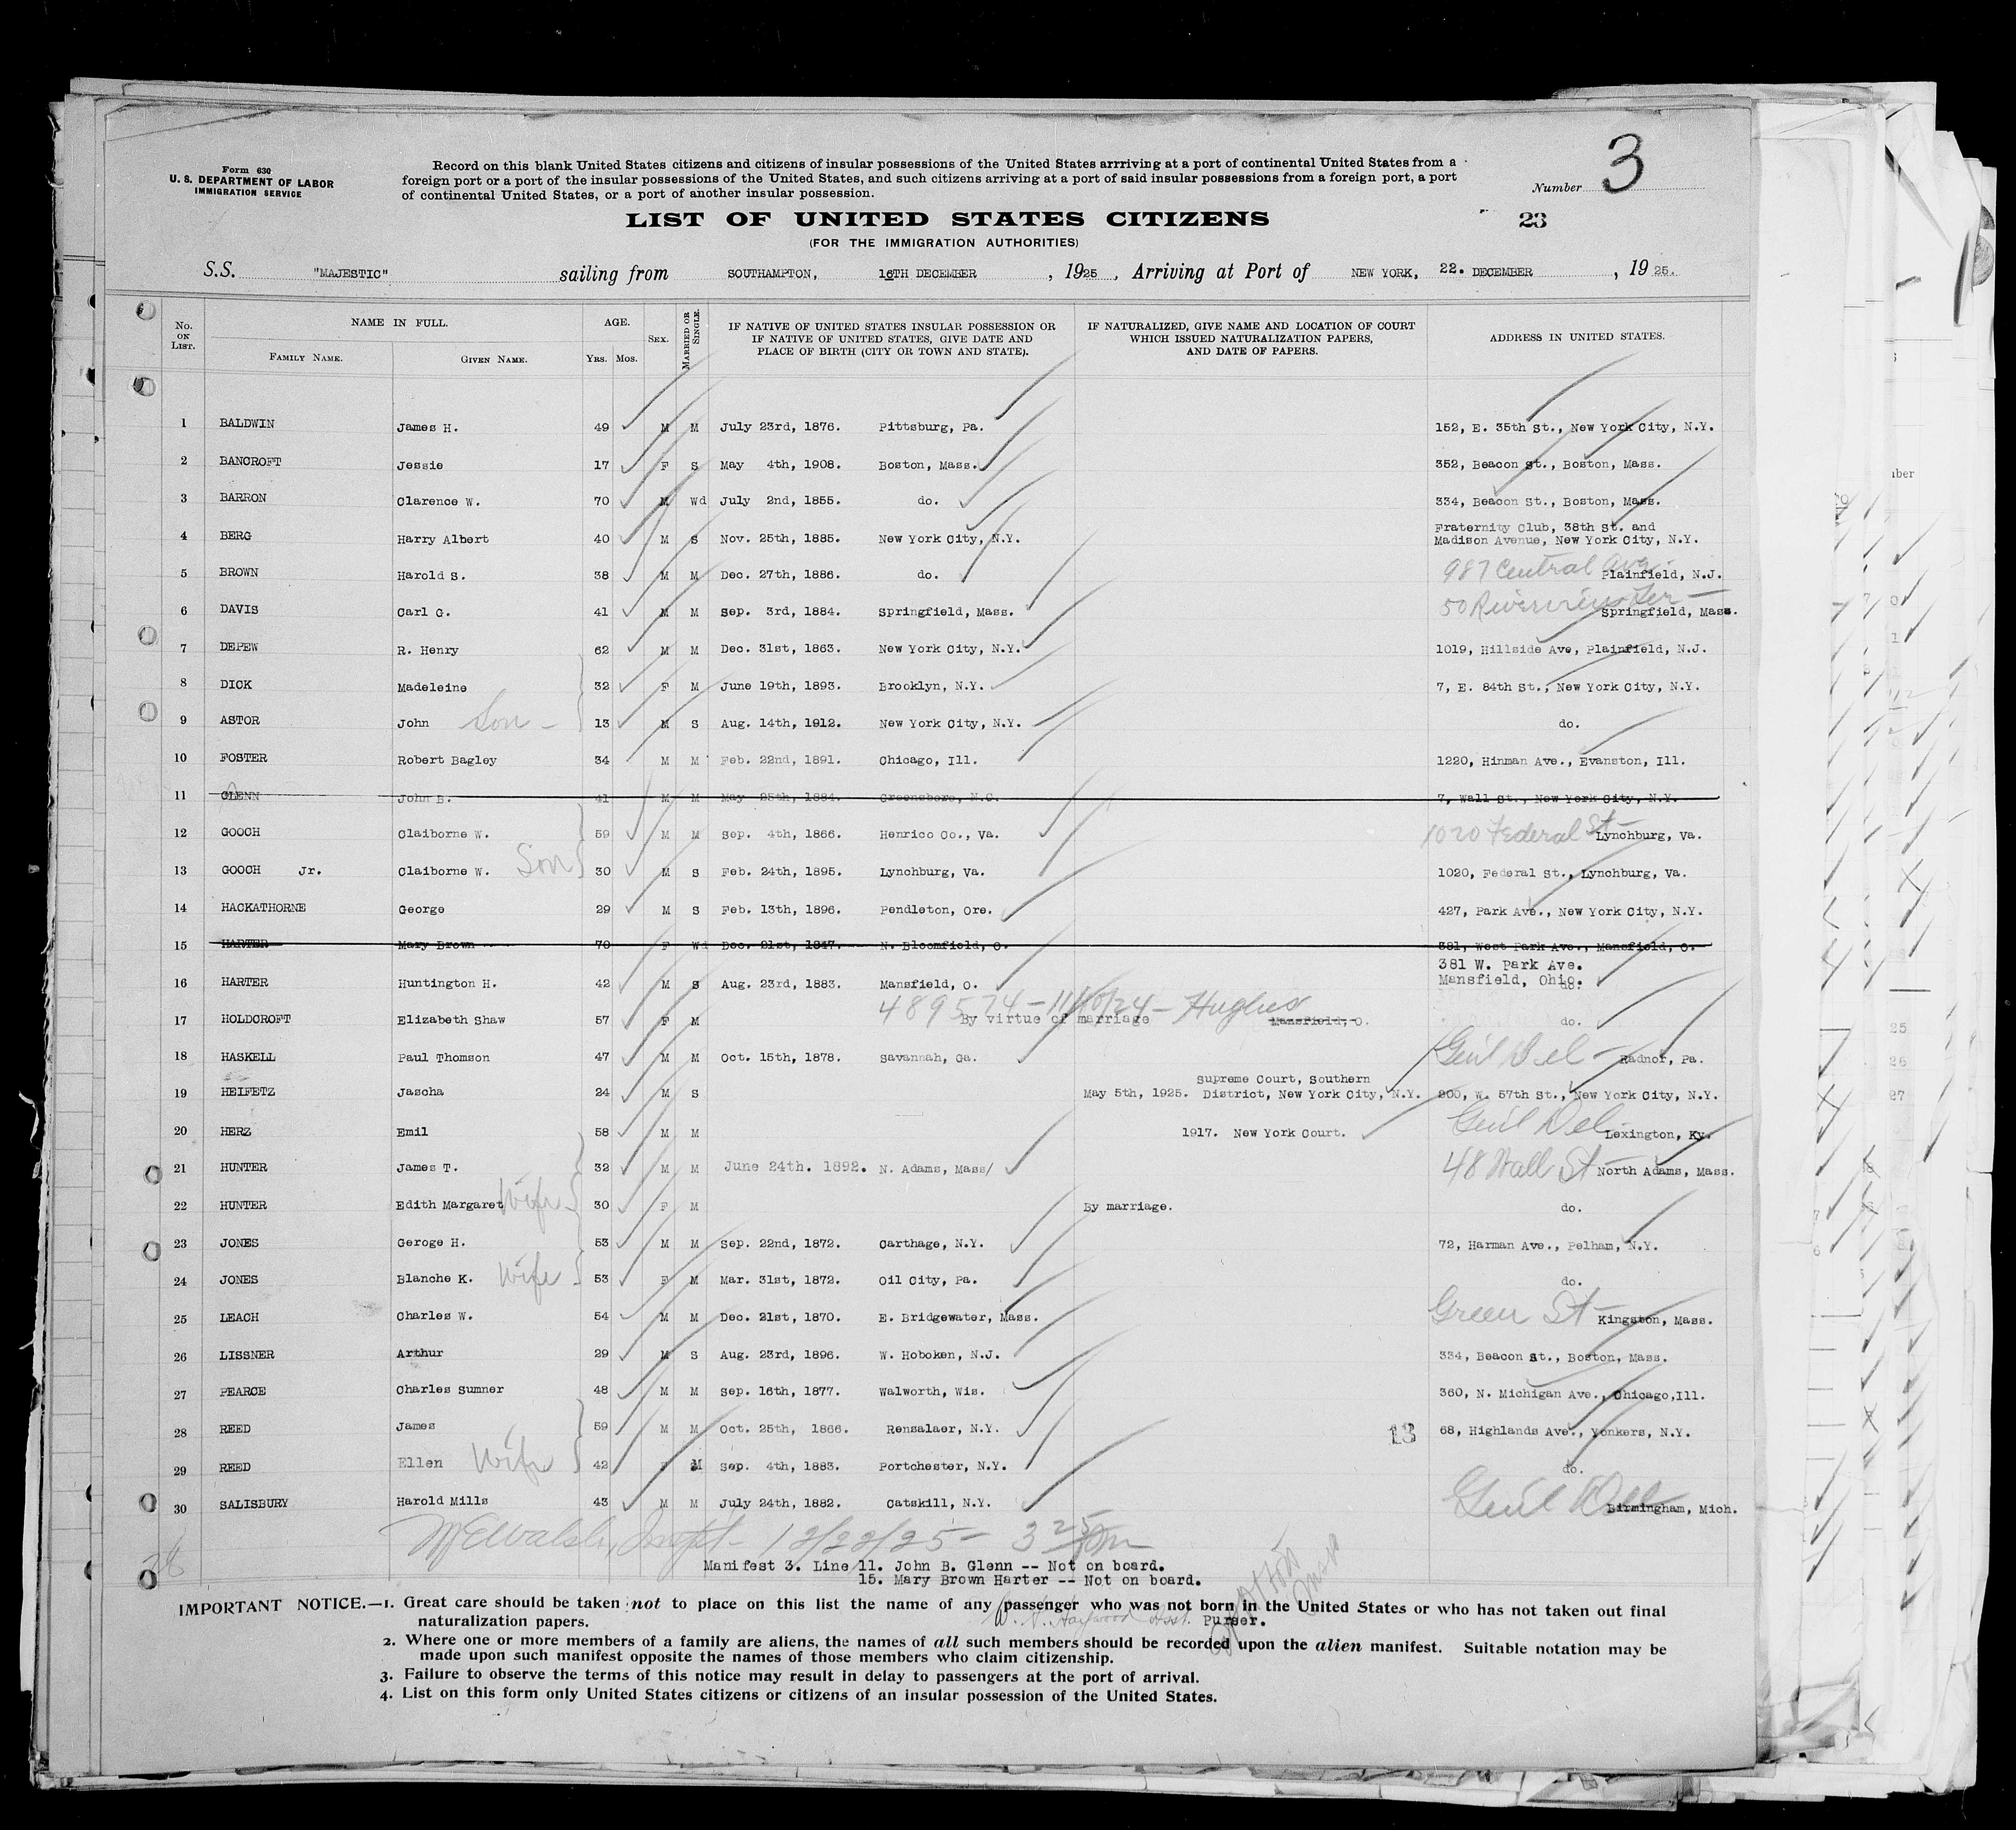 Form 630
U. S. DEPARTMENT OF LABOR
IMMIGRATION SERVICE
Record on this blank United States citizens and citizens of insular possessions of the United States arrriving at a port of continental United States from a
foreign port or a port of the insular possessions of the United States, and such citizens arriving at a port of said insular possessions from a foreign port, a port
of continental United States, or a port of another insular possession.
Number 3
LIST OF UNITED STATES CITIZENS
23
(FOR THE IMMIGRATION AUTHORITIES)
S.S. "MAJESTIC" sailing from SOUTHAMPTON, 16TH DECEMBER, 1925, Arriving at Port of NEW YORK, 22. DECEMBER, 1925.
No. ON LIST. NAME IN FULL. FAMILY NAME. GIVEN NAME. AGE. Yrs. Mos. SEX. MARRIED OR SINGLE. IF NATIVE OF UNITED STATES INSULAR POSSESSION OR IF NATIVE OF UNITED STATES, GIVE DATE AND PLACE OF BIRTH (CITY OR TOWN AND STATE). IF NATURALIZED, GIVE NAME AND LOCATION OF COURT WHICH ISSUED NATURALIZATION PAPERS, AND DATE OF PAPERS. ADDRESS IN UNITED STATES.
1 BALDWIN James H. 49 M M July 23rd, 1876. Pittsburg, Pa. 152, E. 35th St., New York City, N.Y.
2 BANCROFT Jessie 17 F S May 4th, 1908. Boston, Mass. 352, Beacon St., Boston, Mass.
3 BARRON Clarence W. 70 M Wd July 2nd, 1855. do. 334, Beacon St., Boston, Mass.
4 BERG Harry Albert 40 M S Nov. 25th, 1885. New York City, N.Y. Fraternity Club, 38th St. and
Madison Avenue, New York City, N.Y.
5 BROWN Harold S. 38 M M Dec. 27th, 1886. do. 987 Central Ave. Plainfield, N.J.
6 DAVIS Carl G. 41 M M Sep. 3rd, 1884. Springfield, Mass. 50 Riverview Ter Springfield, Mass.
7 DEPEW R. Henry 62 M M Dec. 31st, 1863. New York City, N.Y. 1019, Hillside Ave, Plainfield, N.J.
8 DICK Madeleine 32 F M June 19th, 1893. Brooklyn, N.Y. 7, E. 84th St., New York City, N.Y.
9 ASTOR John Son - 13 M S Aug. 14th, 1912. New York City, N.Y. do.
10 FOSTER Robert Bagley 34 M M Feb. 22nd, 1891. Chicago, Ill. 1220, Hinman Ave., Evanston, Ill.
11 GLENN John B. 41 M M May 25th, 1884. Greensboro, N.C. 7, Wall St., New York City, N.Y.
12 GOOCH Claiborne W. 59 M M Sep. 4th, 1866. Henrico Co., Va. 1020 Federal St- Lynchburg, Va.
13 GOOCH Jr. Claiborne W. Son 30 M S Feb. 24th, 1895. Lynchburg, Va. 1020, Federal St., Lynchburg, Va.
14 HACKATHORNE George 29 M S Feb. 13th, 1896. Pendleton, Ore. 427, Park Ave., New York City, N.Y.
15 HARTER Mary Brown 78 F Wd Dec. 21st, 1847. N. Bloomfield, O. 381, West Park Ave., Mansfield, O.
381 W. Park Ave.
16 HARTER Huntington H. 42 M S Aug. 23rd, 1883. Mansfield, O. Mansfield, Ohio. do.
489574-11/10/24- Hughes
17 HOLDCROFT Elizabeth Shaw 57 F M By virtue of marriage Mansfield, O. do.
18 HASKELL Paul Thomson 47 M M Oct. 15th, 1878. Savannah, Ga. Gen'l Del - Radnor, Pa.
Supreme Court, Southern
19 HEIFETZ Jascha 24 M S May 5th, 1925. District, New York City, N.Y. 200, W. 57th St., New York City, N.Y.
20 HERZ Emil 58 M M 1917. New York Court. Gen'l Del. Lexington, Ky.
21 HUNTER James T. 32 M M June 24th. 1892. N. Adams, Mass/ 48 Wall St North Adams, Mass.
22 HUNTER Edith Margaret Wife 30 F M By marriage. do.
23 JONES Geroge H. 53 M M Sep. 22nd, 1872. Carthage, N.Y. 72, Harman Ave., Pelham, N.Y.
24 JONES Blanche K. Wife 53 F M Mar. 31st, 1872. Oil City, Pa. do.
25 LEACH Charles W. 54 M M Dec. 21st, 1870. E. Bridgewater, Mass. Green St- Kingston, Mass.
26 LISSNER Arthur 29 M S Aug. 23rd, 1896. W. Hoboken, N.J. 334, Beacon St., Boston, Mass.
27 PEARCE Charles Sumner 48 M M Sep. 16th, 1877. Walworth, Wis. 360, N. Michigan Ave., Chicago,Ill.
28 REED James 59 M M Oct. 25th, 1866. Rensalaer, N.Y. 13 68, Highlands Ave., Yonkers, N.Y.
29 REED Ellen Wife 42 F M Sep. 4th, 1883. Portchester, N.Y. do.
30 SALISBURY Harold Mills 43 M M July 24th, 1882. Catskill, N.Y. Gen'l Del Birmingham, Mich.
McE Walsh, Inspt- 12/22/25- 3 25 pm
Manifest 3. Line 11. John B. Glenn -- Not on board.
15. Mary Brown Harter -- Not on board.
IMPORTANT NOTICE.—1. Great care should be taken not to place on this list the name of any passenger who was not born in the United States or who has not taken out final
naturalization papers.
W. H. Haywood Asst. Purser.
2. Where one or more members of a family are aliens, the names of all such members should be recorded upon the alien manifest. Suitable notation may be
made upon such manifest opposite the names of those members who claim citizenship.
3. Failure to observe the terms of this notice may result in delay to passengers at the port of arrival.
4. List on this form only United States citizens or citizens of an insular possession of the United States.